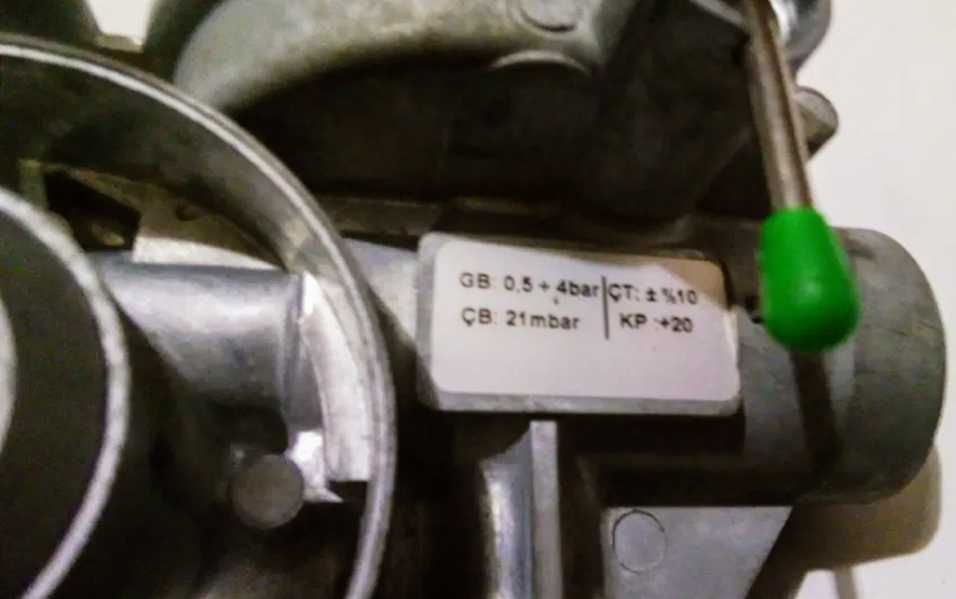 GB: 0,5 ÷ 4bar ÇT: ± %10
ÇB: 21mbar KP :+20